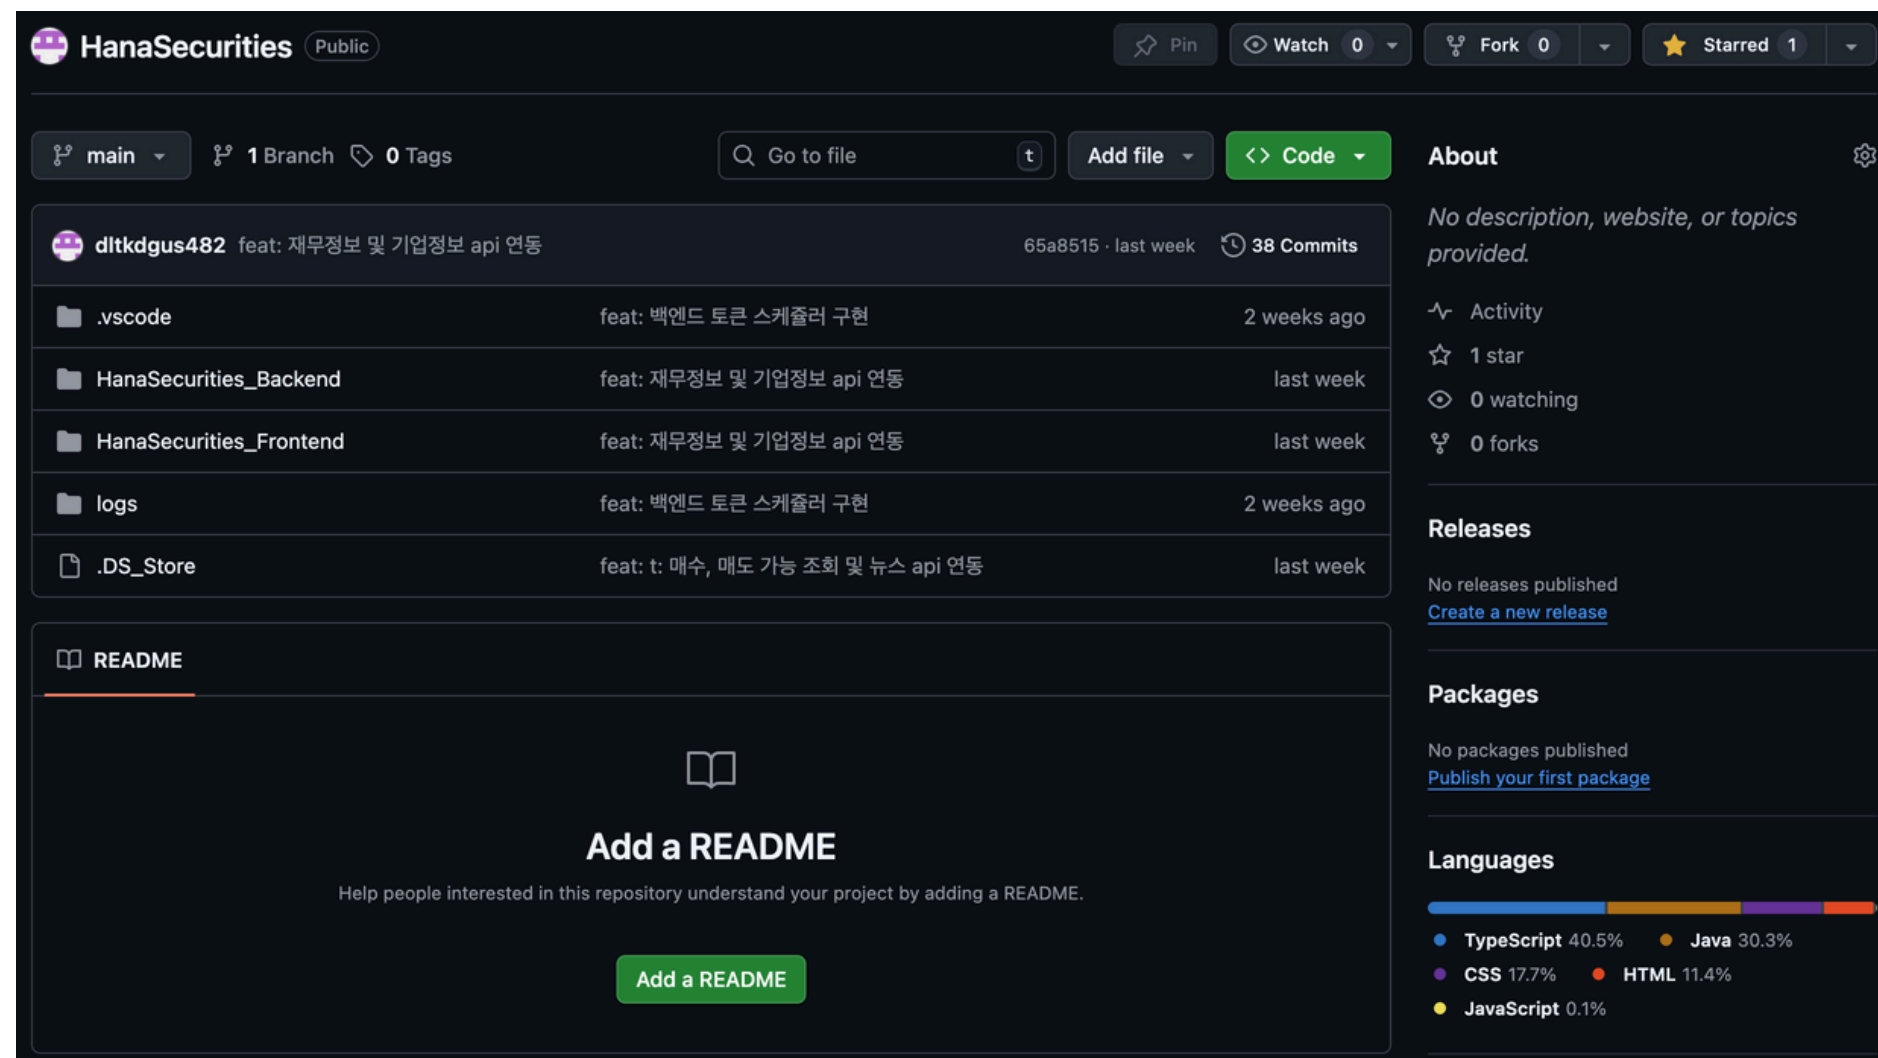 HanaSecurities Public
Pin
Watch 0
Fork 0
Starred 1
main
1 Branch
0 Tags
Go to file
t
Add file
Code
dltkdgus482 feat: 재무정보 및 기업정보 api 연동
65a8515 · last week
38 Commits
.vscode feat: 백엔드 토큰 스케쥴러 구현 2 weeks ago
HanaSecurities_Backend feat: 재무정보 및 기업정보 api 연동 last week
HanaSecurities_Frontend feat: 재무정보 및 기업정보 api 연동 last week
logs feat: 백엔드 토큰 스케쥴러 구현 2 weeks ago
.DS_Store feat: t: 매수, 매도 가능 조회 및 뉴스 api 연동 last week
README
Add a README
Help people interested in this repository understand your project by adding a README.
Add a README
About
No description, website, or topics
provided.
Activity
1 star
0 watching
0 forks
Releases
No releases published
Create a new release
Packages
No packages published
Publish your first package
Languages
TypeScript 40.5% Java 30.3%
CSS 17.7% HTML 11.4%
JavaScript 0.1%